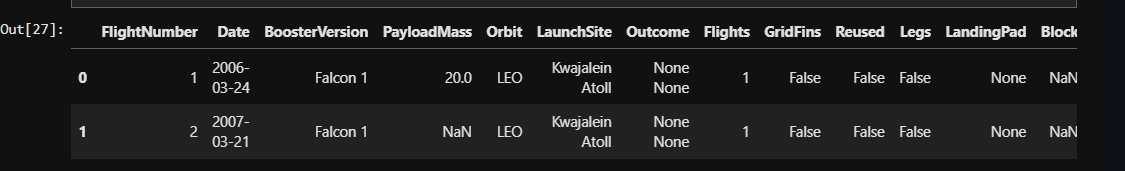 Out[27]:
FlightNumber Date BoosterVersion PayloadMass Orbit LaunchSite Outcome Flights GridFins Reused Legs LandingPad Block
0 1 2006-03-24 Falcon 1 20.0 LEO Kwajalein Atoll None None 1 False False False None NaN
1 2 2007-03-21 Falcon 1 NaN LEO Kwajalein Atoll None None 1 False False False None NaN